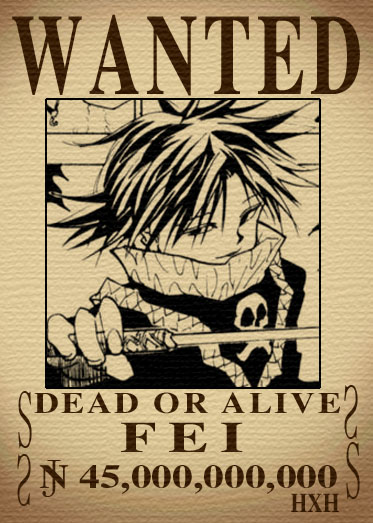 WANTED
DEAD OR ALIVE
FEI
45,000,000,000
HXH